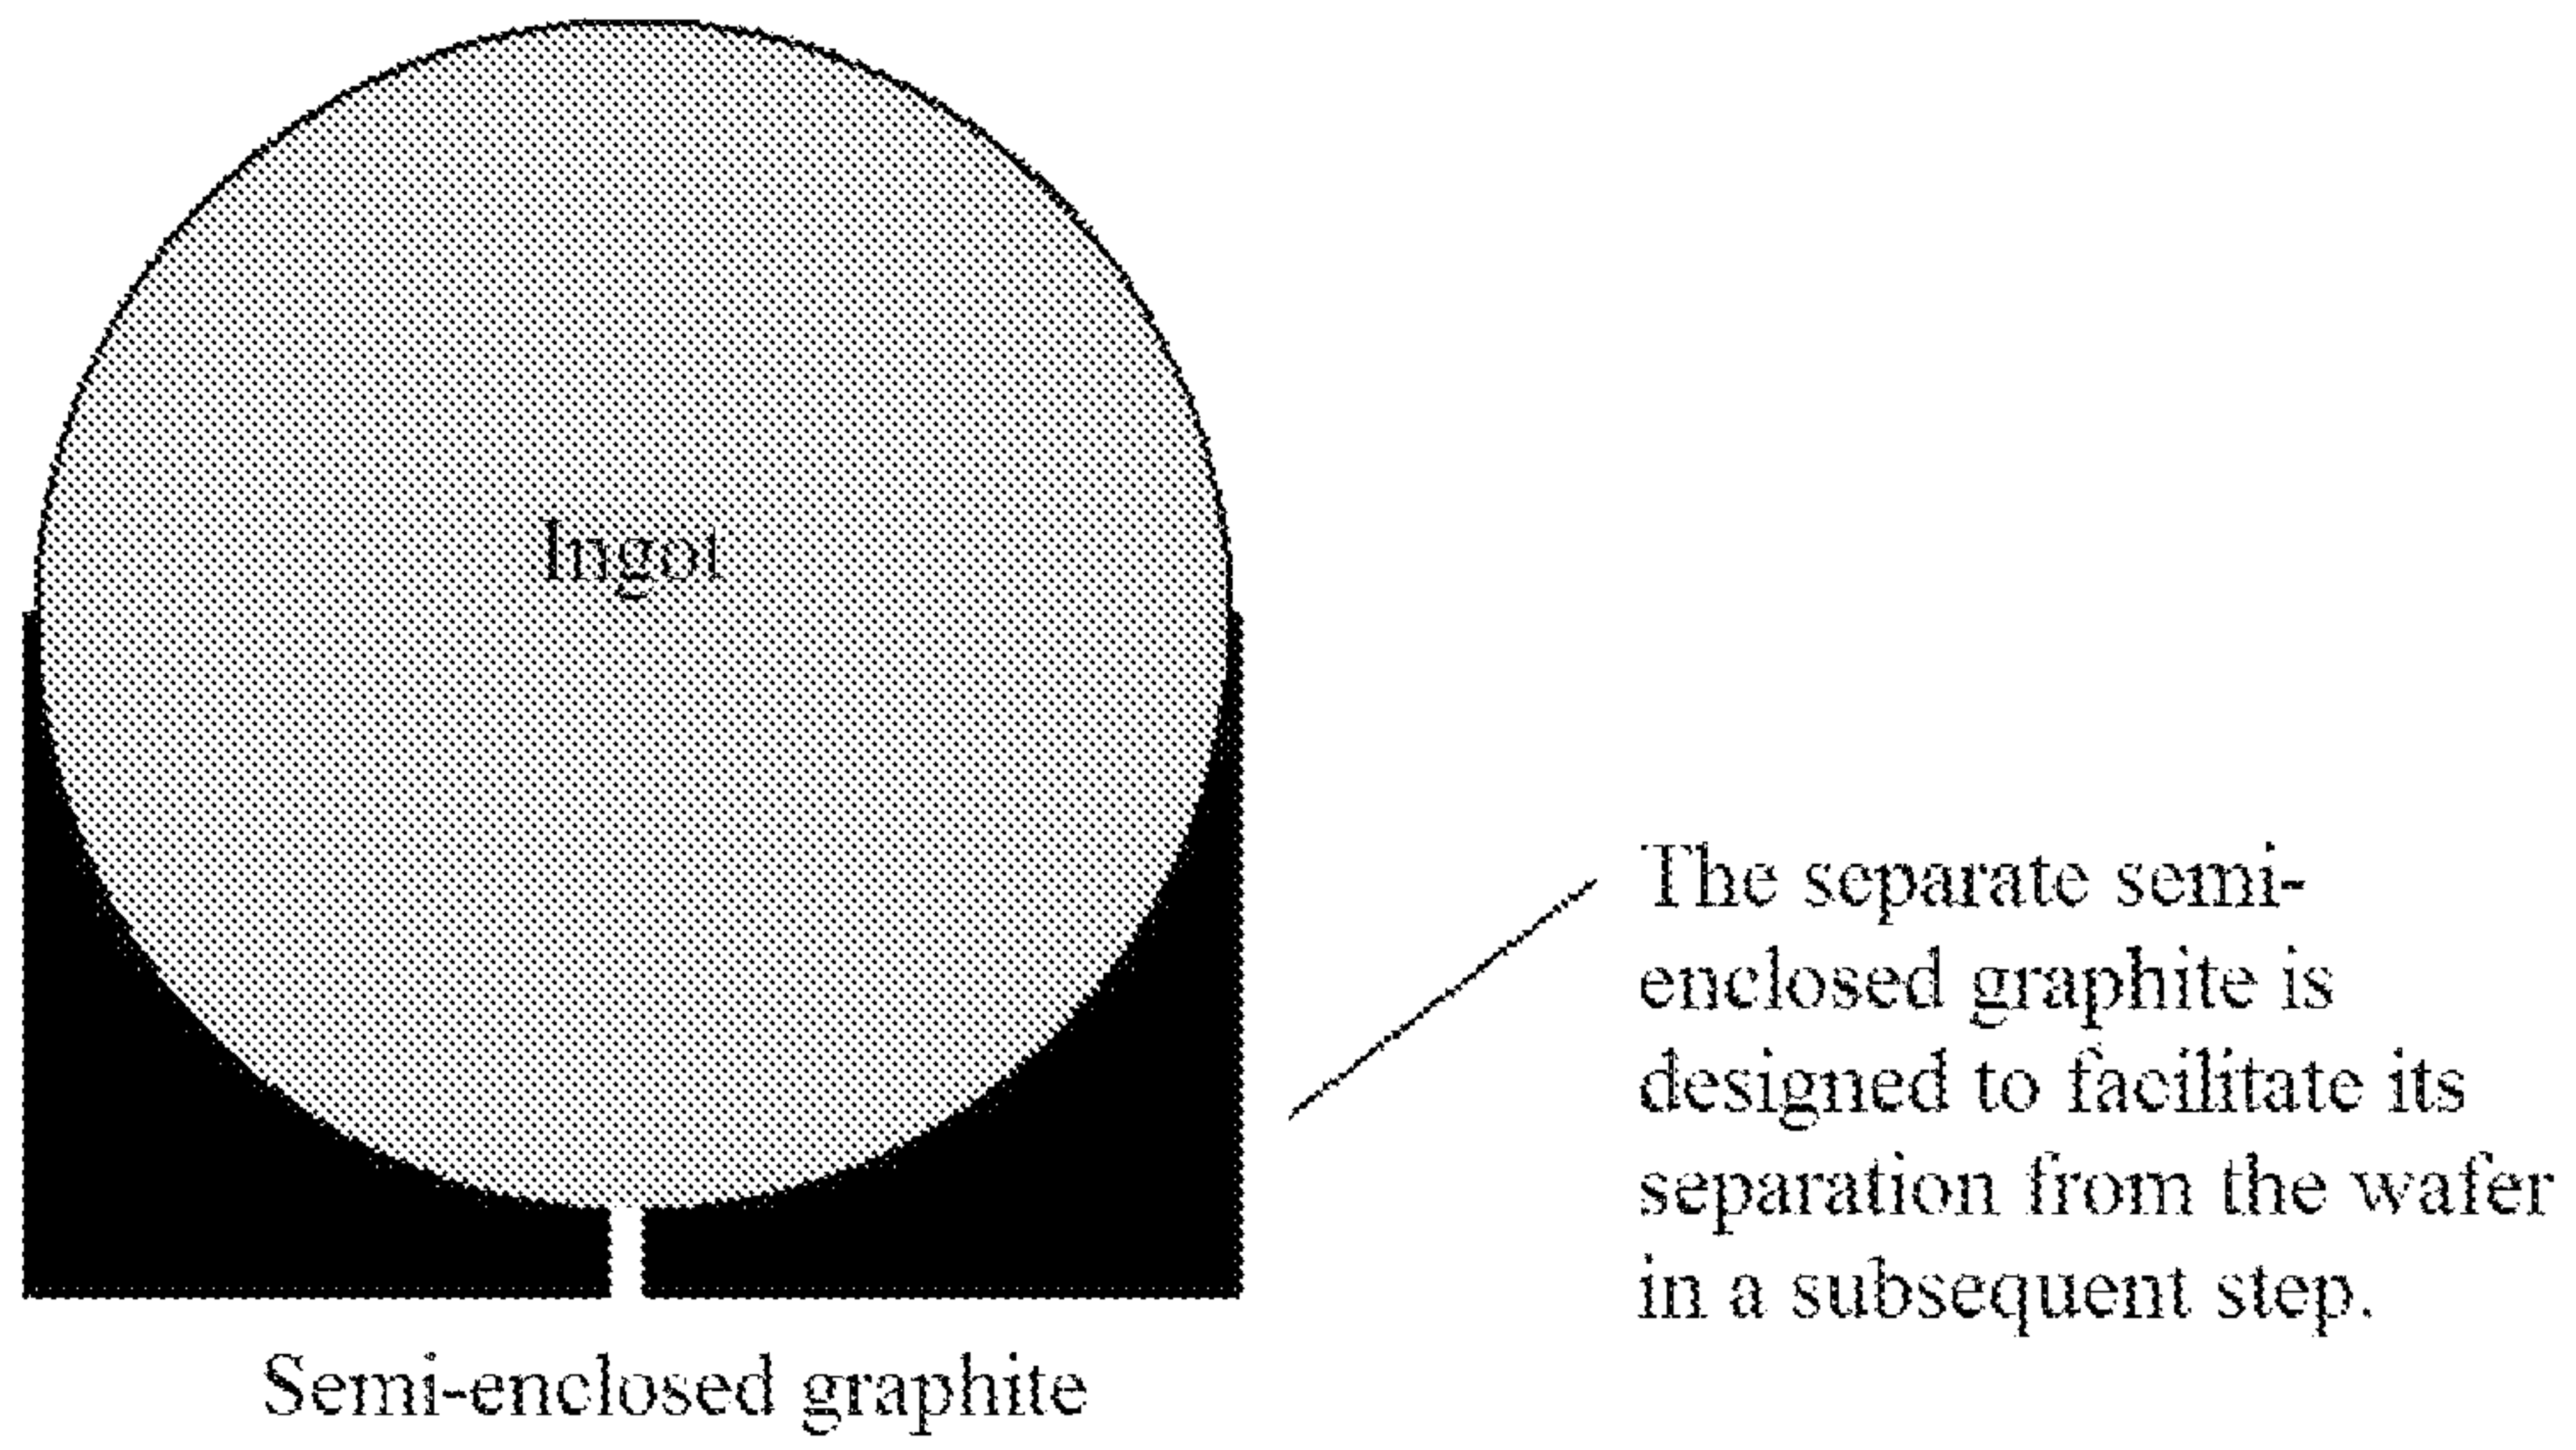 Ingot
The separate semi-
enclosed graphite is
designed to facilitate its
separation from the wafer
in a subsequent step.
Semi-enclosed graphite